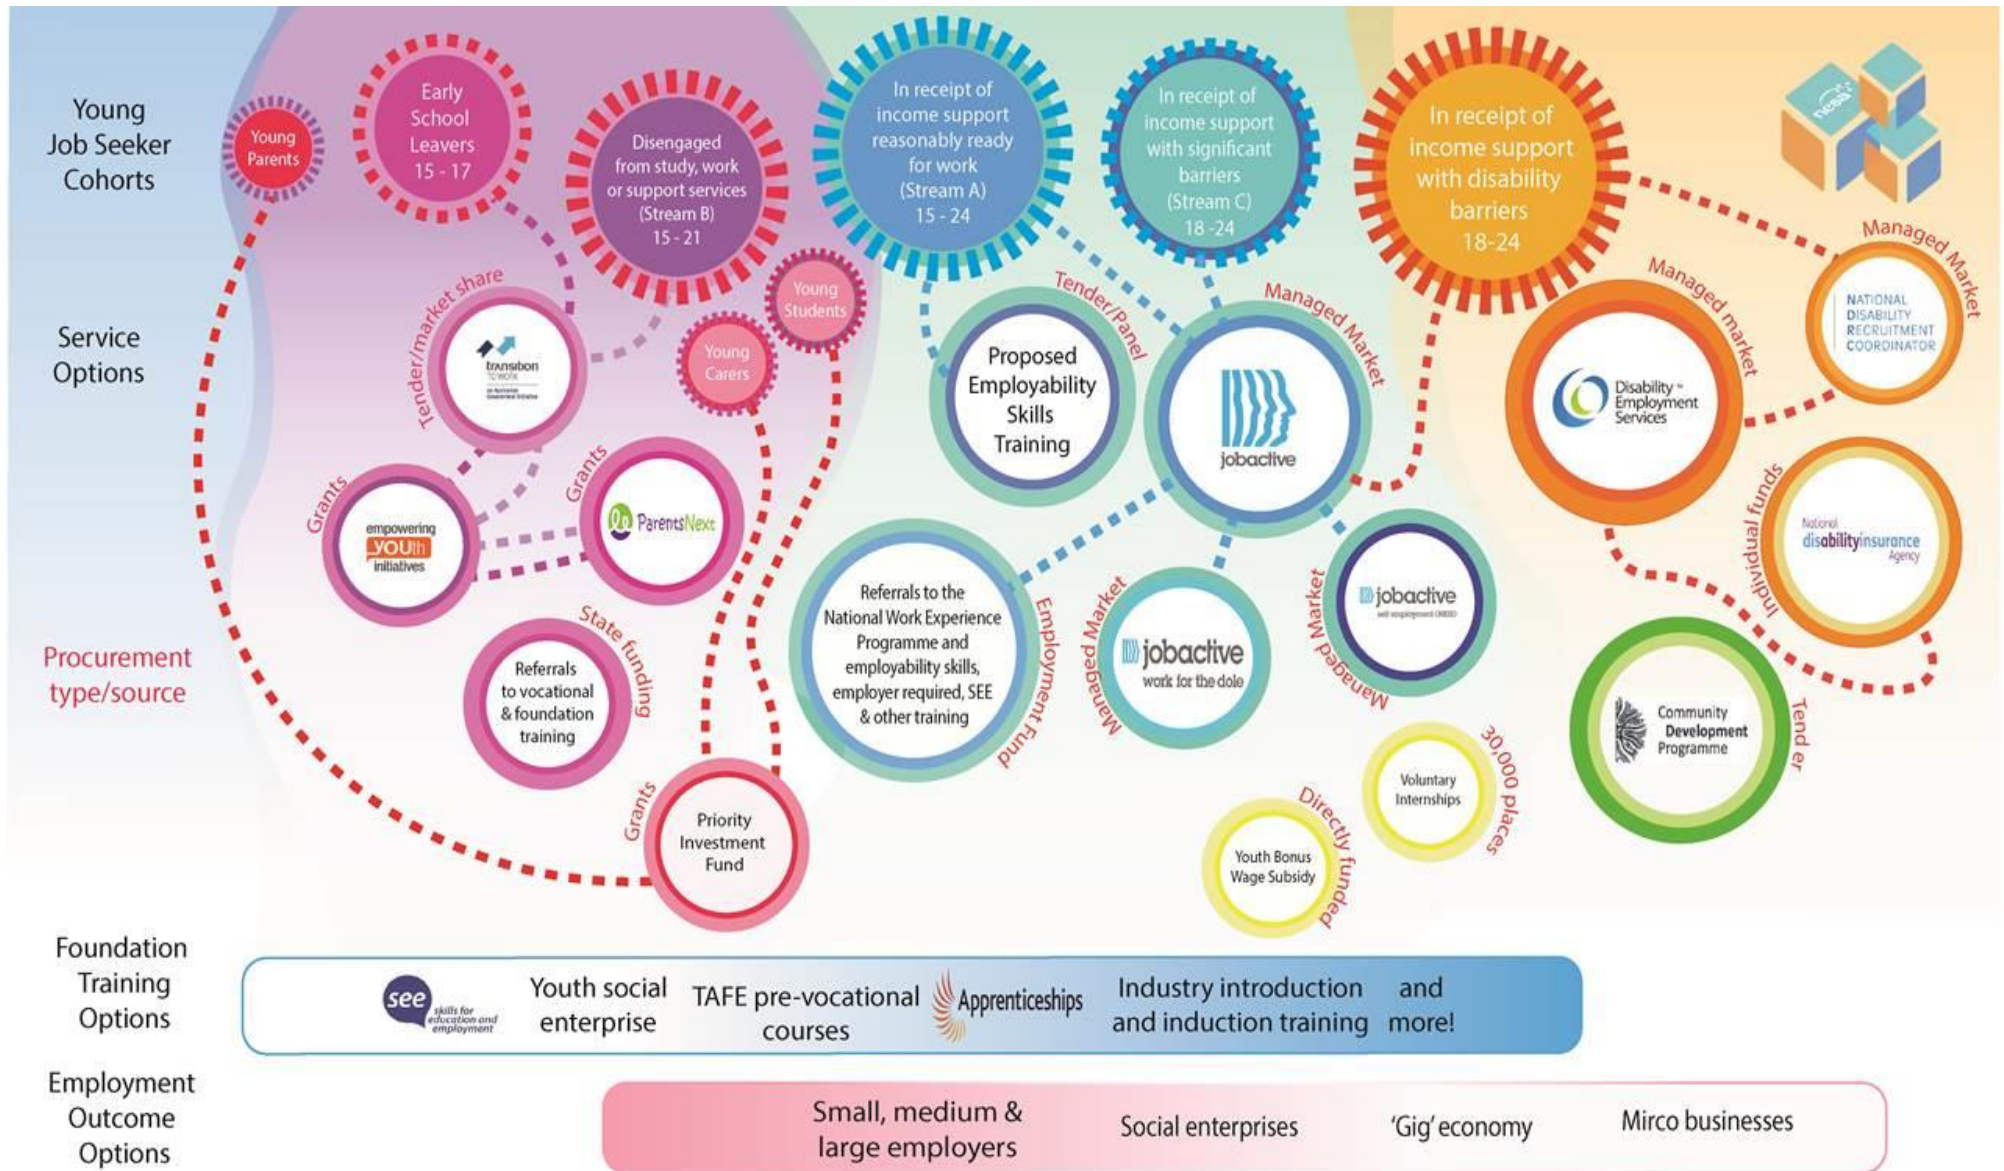 Young
Job Seeker
Cohorts
Young
Parents
Early
School
Leavers
15 - 17
Disengaged
from study, work
or support services
(Stream B)
15 - 21
In receipt of
income support
reasonably ready
for work
(Stream A)
15 - 24
In receipt of
income support
with significant
barriers
(Stream C)
18 -24
In receipt of
income support
with disability
barriers
18-24
nesa
Service
Options
Tender/market share
transition
TO WORK
Young
Carers
Young
Students
Tender/Panel
Proposed
Employability
Skills
Training
Managed Market
jobactive
Managed market
Disability
Employment
Services
Managed Market
NATIONAL
DISABILITY
RECRUITMENT
COORDINATOR
Grants
empowering
YOUth
initiatives
Grants
ParentsNext
Individual funds
National
disabilityinsurance
Agency
Procurement
type/source
State funding
Referrals
to vocational
& foundation
training
Employment Fund
Referrals to the
National Work Experience
Programme and
employability skills,
employer required, SEE
& other training
Managed Market
jobactive
work for the dole
Managed Market
jobactive
Tender
Community
Development
Programme
Grants
Priority
Investment
Fund
30,000 places
Voluntary
Internships
Directly funded
Youth Bonus
Wage Subsidy
Foundation
Training
Options
see
skills for
education and
employment
Youth social
enterprise
TAFE pre-vocational
courses
Apprenticeships
Industry introduction
and induction training
and
more!
Employment
Outcome
Options
Small, medium &
large employers
Social enterprises
'Gig' economy
Mirco businesses